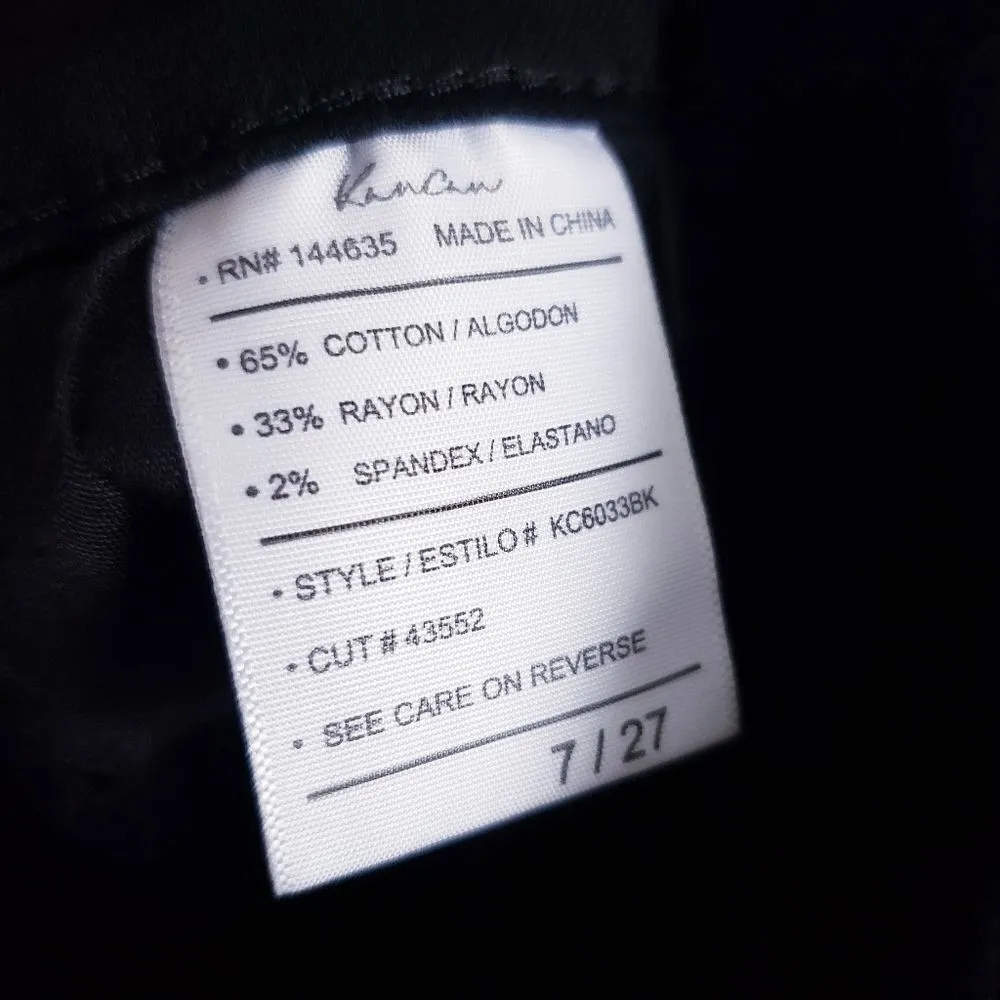 KanCan
• RN# 144635 MADE IN CHINA
• 65% COTTON / ALGODON
• 33% RAYON / RAYON
• 2% SPANDEX / ELASTANO
• STYLE / ESTILO # KC6033BK
• CUT # 43552
• SEE CARE ON REVERSE
7 / 27